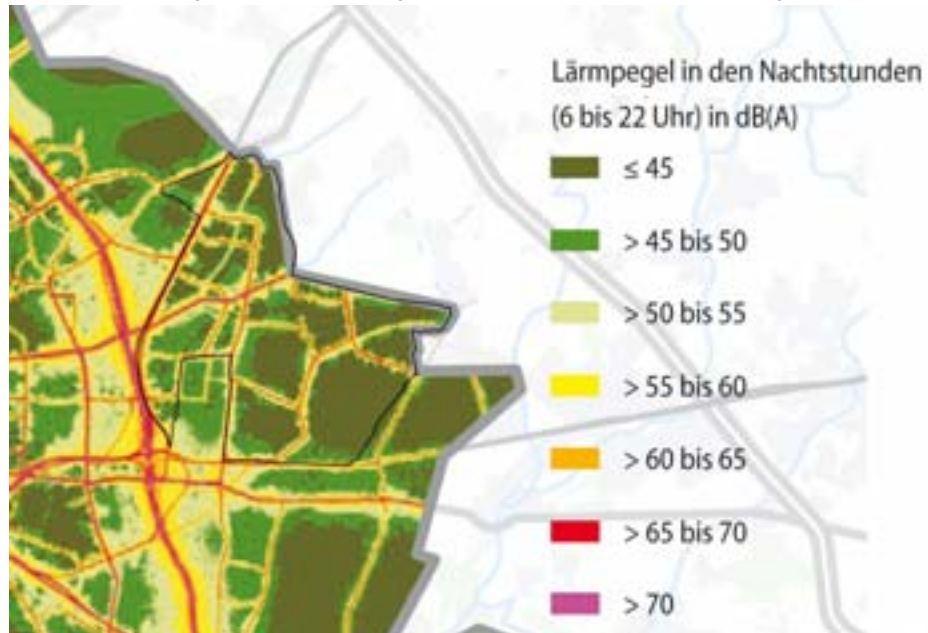 Lärmpegel in den Nachtstunden
(6 bis 22 Uhr) in dB(A)
≤ 45
> 45 bis 50
> 50 bis 55
> 55 bis 60
> 60 bis 65
> 65 bis 70
> 70